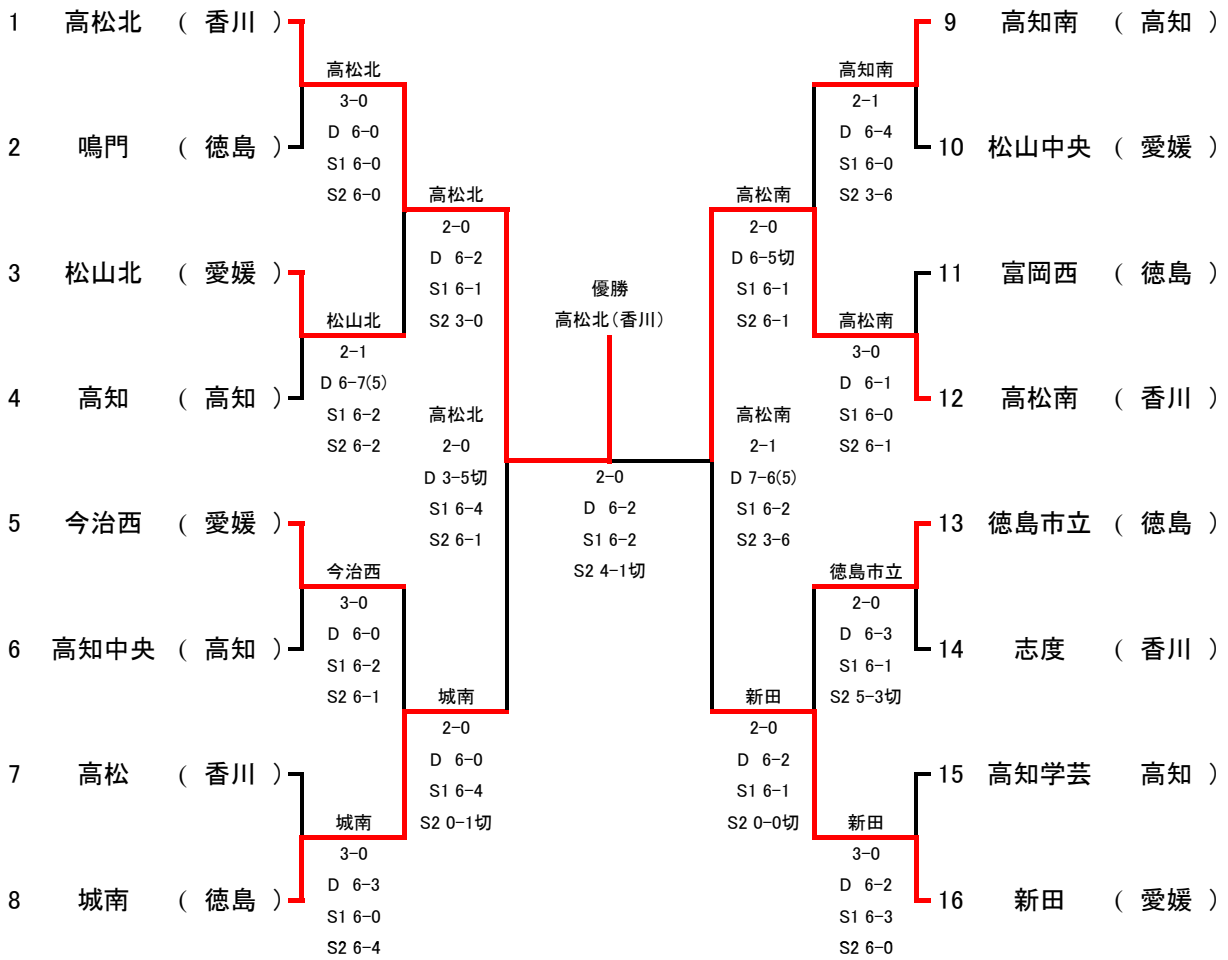 1 高松北 ( 香川 )
高松北
3-0
D 6-0
S1 6-0
S2 6-0
2 鳴門 ( 徳島 )
高松北
2-0
D 6-2
S1 6-1
S2 3-0
3 松山北 ( 愛媛 )
松山北
2-1
D 6-7(5)
S1 6-2
S2 6-2
4 高知 ( 高知 )
高松北
2-0
D 3-5切
S1 6-4
S2 6-1
5 今治西 ( 愛媛 )
今治西
3-0
D 6-0
S1 6-2
S2 6-1
6 高知中央 ( 高知 )
城南
2-0
D 6-0
S1 6-4
S2 0-1切
7 高松 ( 香川 )
城南
3-0
D 6-3
S1 6-0
S2 6-4
8 城南 ( 徳島 )
優勝
高松北(香川)
2-0
D 6-2
S1 6-2
S2 4-1切
9 高知南 ( 高知 )
高知南
2-1
D 6-4
S1 6-0
S2 3-6
10 松山中央 ( 愛媛 )
高松南
2-0
D 6-5切
S1 6-1
S2 6-1
11 富岡西 ( 徳島 )
高松南
3-0
D 6-1
S1 6-0
S2 6-1
12 高松南 ( 香川 )
高松南
2-1
D 7-6(5)
S1 6-2
S2 3-6
13 徳島市立 ( 徳島 )
徳島市立
2-0
D 6-3
S1 6-1
S2 5-3切
14 志度 ( 香川 )
新田
2-0
D 6-2
S1 6-1
S2 0-0切
15 高知学芸 高知 )
新田
3-0
D 6-2
S1 6-3
S2 6-0
16 新田 ( 愛媛 )